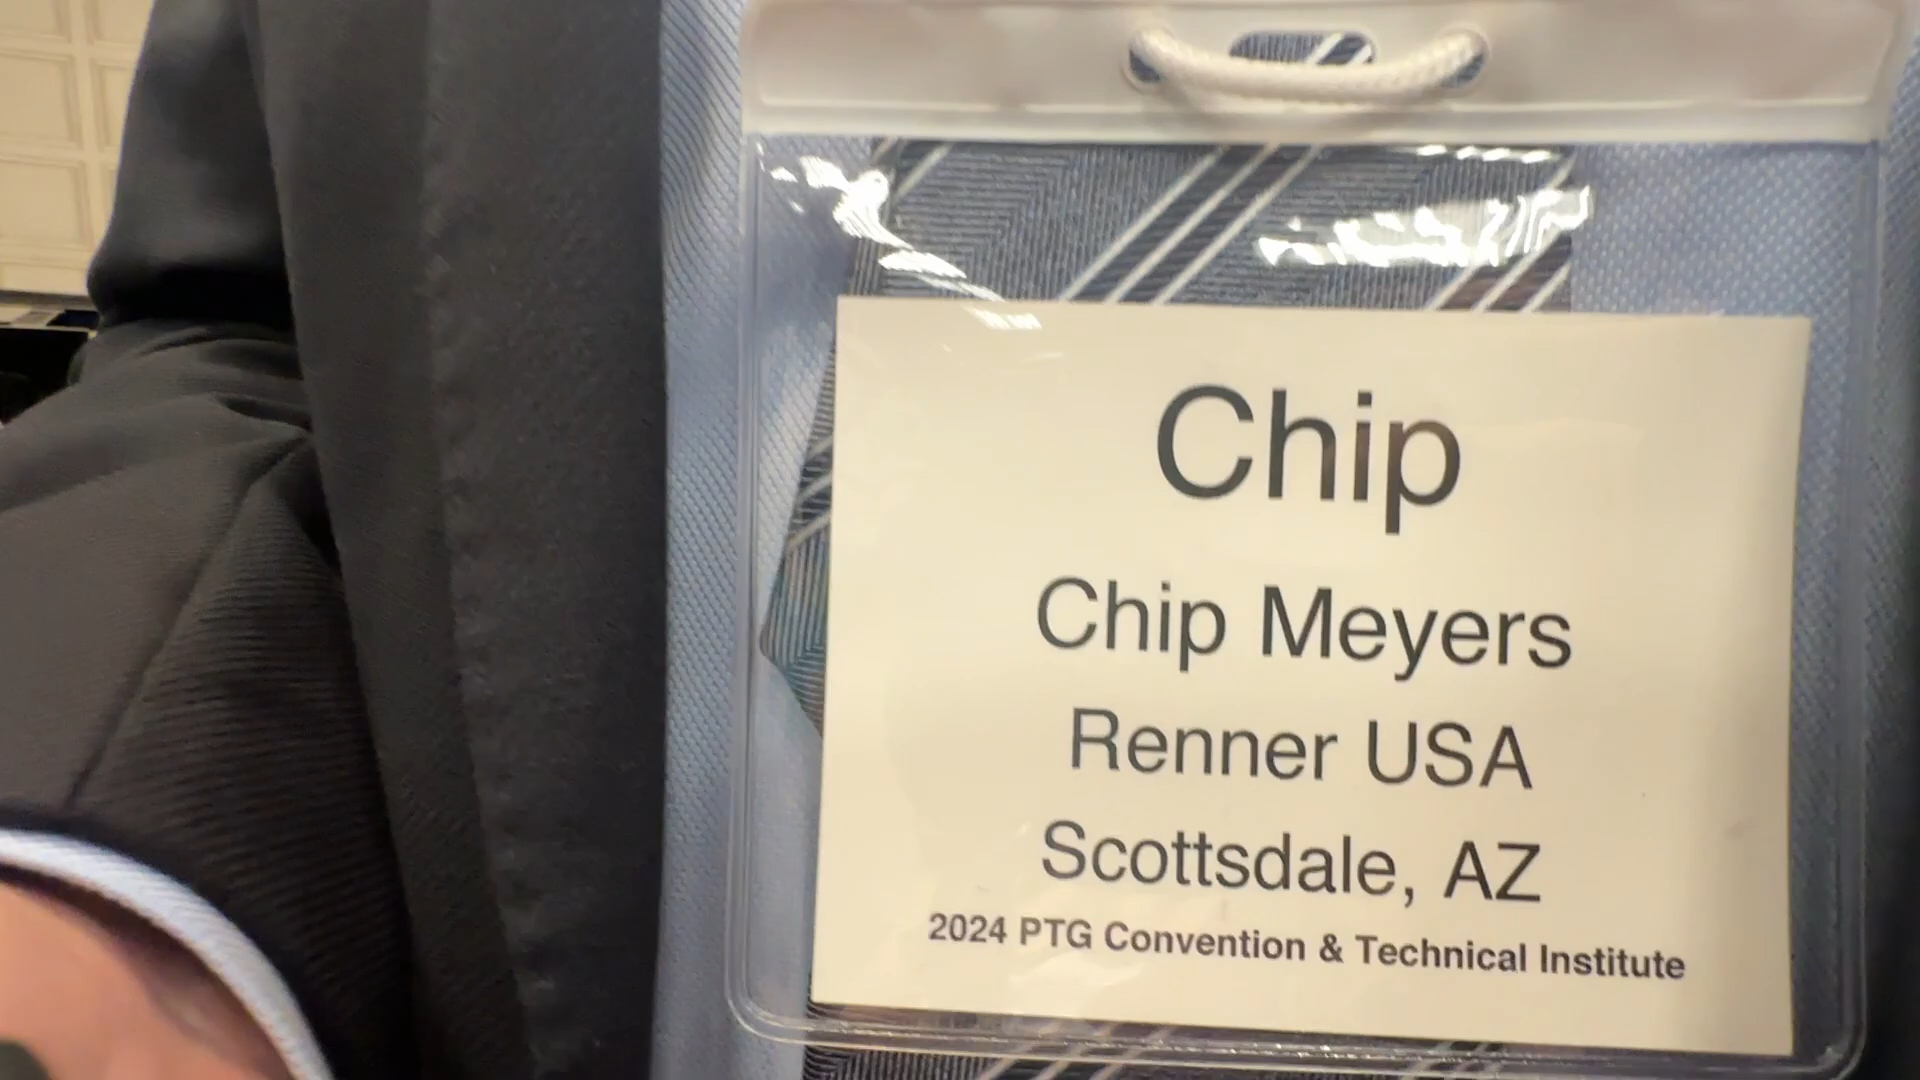 Chip
Chip Meyers
Renner USA
Scottsdale, AZ
2024 PTG Convention & Technical Institute